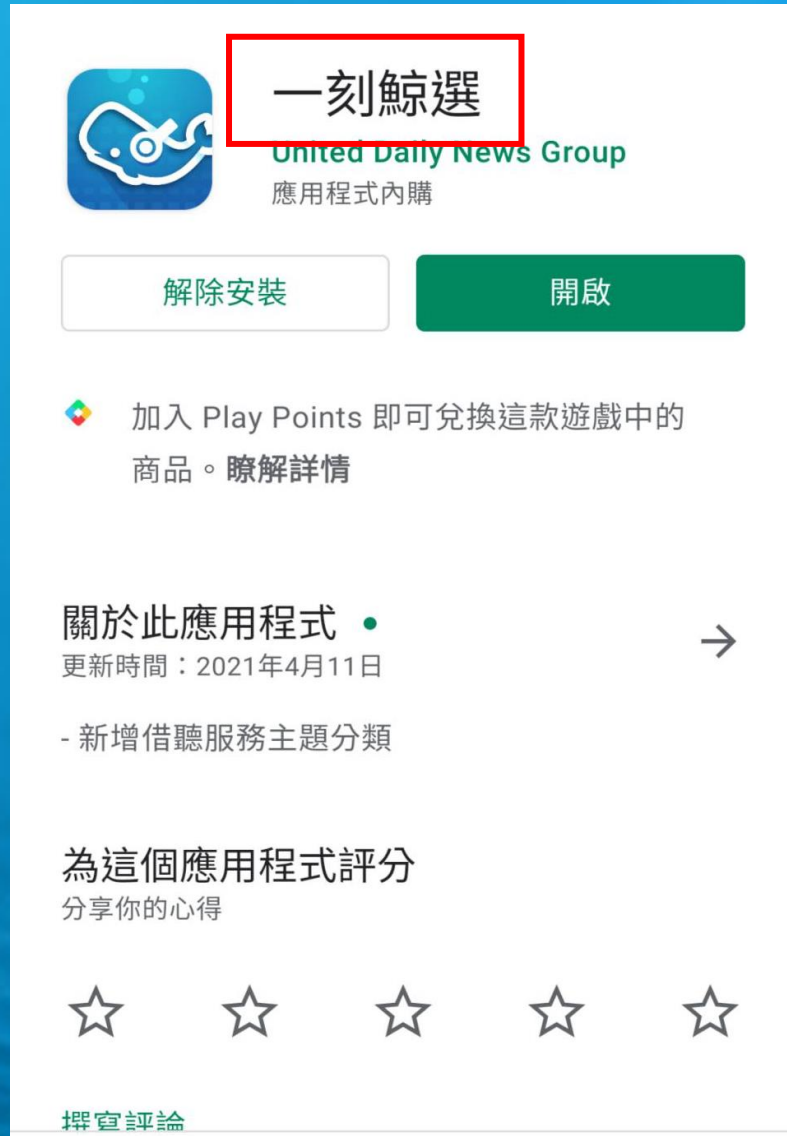 一刻鯨選
United Daily News Group
應用程式內購
解除安裝
開啟
加入 Play Points 即可兌換這款遊戲中的
商品。瞭解詳情
關於此應用程式
更新時間：2021年4月11日
- 新增借聽服務主題分類
為這個應用程式評分
分享你的心得
撰寫評論